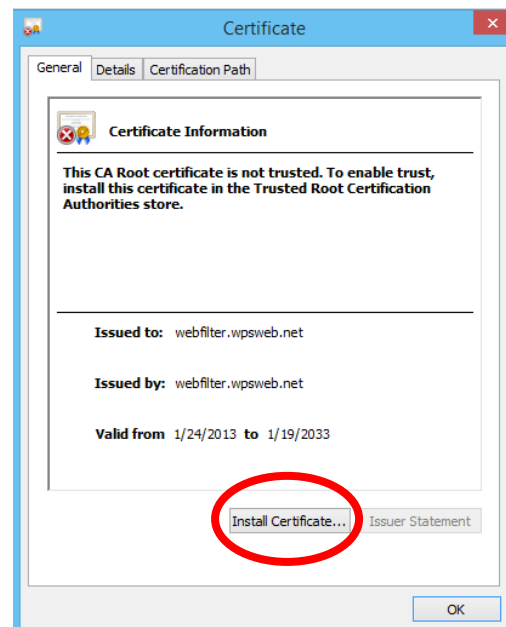 Certificate
General Details Certification Path
Certificate Information
This CA Root certificate is not trusted. To enable trust,
install this certificate in the Trusted Root Certification
Authorities store.
Issued to: webfilter.wpsweb.net
Issued by: webfilter.wpsweb.net
Valid from 1/24/2013 to 1/19/2033
Install Certificate... Issuer Statement
OK